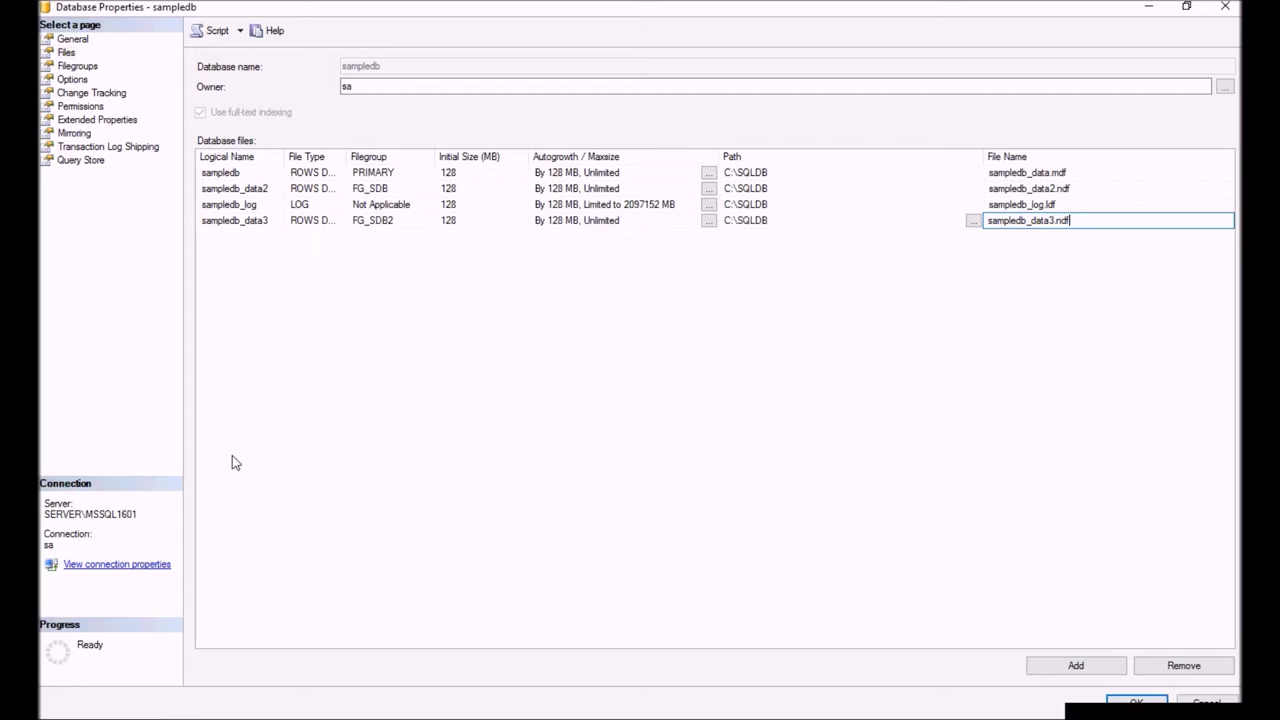 Database Properties - sampledb
Select a page
General
Files
Filegroups
Options
Change Tracking
Permissions
Extended Properties
Mirroring
Transaction Log Shipping
Query Store
Connection
Server:
SERVER\MSSQL1601
Connection:
sa
View connection properties
Progress
Ready
Script Help
Database name: sampledb
Owner: sa ...
Use full-text indexing
Database files:
Logical Name File Type Filegroup Initial Size (MB) Autogrowth / Maxsize Path File Name
sampledb ROWS D... PRIMARY 128 By 128 MB, Unlimited ... C:\SQLDB sampledb_data.mdf
sampledb_data2 ROWS D... FG_SDB 128 By 128 MB, Unlimited ... C:\SQLDB sampledb_data2.ndf
sampledb_log LOG Not Applicable 128 By 128 MB, Limited to 2097152 MB ... C:\SQLDB sampledb_log.ldf
sampledb_data3 ROWS D... FG_SDB2 128 By 128 MB, Unlimited ... C:\SQLDB ... sampledb_data3.ndf
Add Remove
OK Cancel